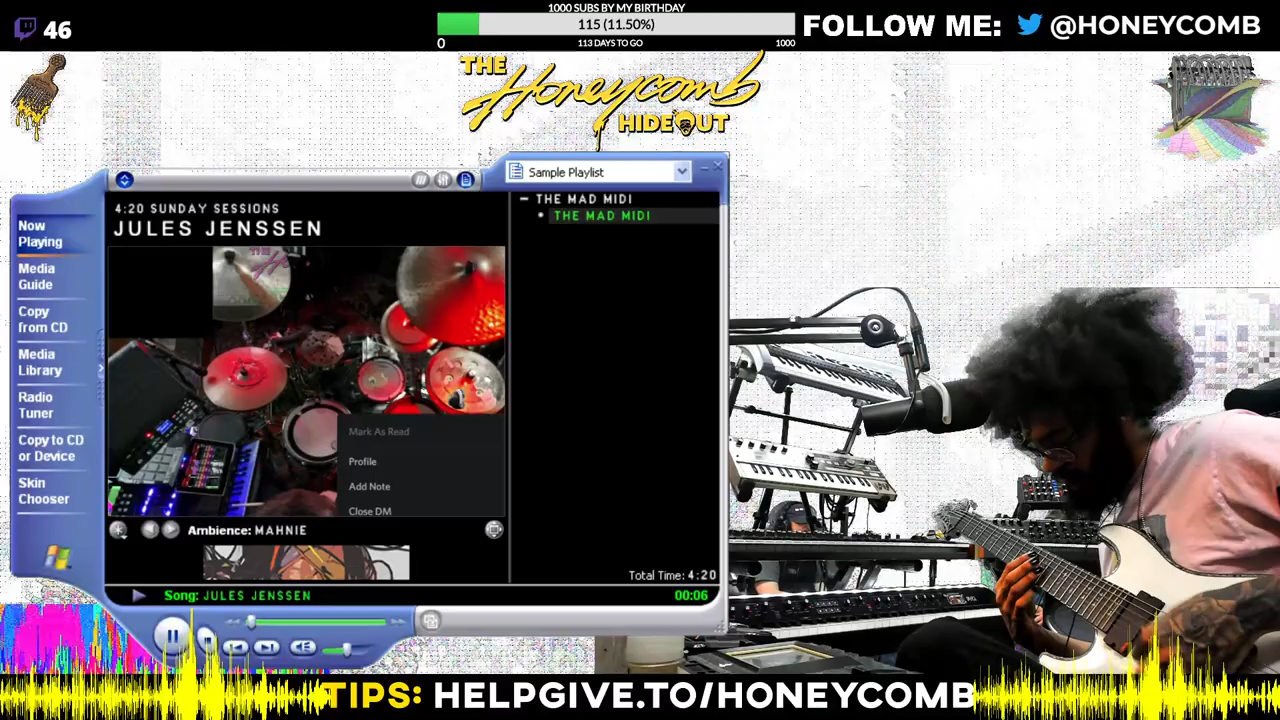 46
1000 SUBS BY MY BIRTHDAY
115 (11.50%)
0 113 DAYS TO GO 1000
FOLLOW ME: @HONEYCOMB
THE
Honeycomb
HIDEOUT
Sample Playlist
THE MAD MIDI
THE MAD MIDI
4:20 SUNDAY SESSIONS
JULES JENSSEN
Now
Playing
Media
Guide
Copy
from CD
Media
Library
Radio
Tuner
Copy to CD
or Device
Skin
Chooser
Mark As Read
Profile
Add Note
Close DM
Ambience: MAHNIE
Total Time: 4:20
Song: JULES JENSSEN
00:06
TIPS: HELPGIVE.TO/HONEYCOMB